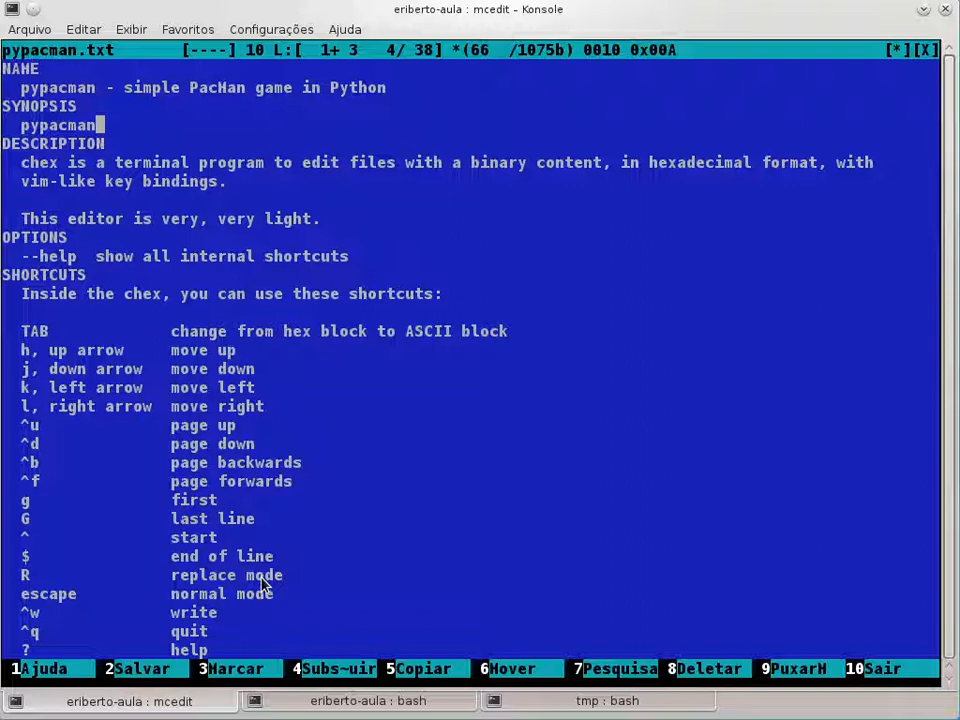 eriberto-aula : mcedit – Konsole
Arquivo Editar Exibir Favoritos Configurações Ajuda
pypacman.txt [----] 10 L:[ 1+ 3 4/ 38] *(66 /1075b) 0010 0x00A [*][X]
NAME
pypacman - simple PacMan game in Python
SYNOPSIS
pypacman
DESCRIPTION
chex is a terminal program to edit files with a binary content, in hexadecimal format, with
vim-like key bindings.
This editor is very, very light.
OPTIONS
--help show all internal shortcuts
SHORTCUTS
Inside the chex, you can use these shortcuts:
TAB change from hex block to ASCII block
h, up arrow move up
j, down arrow move down
k, left arrow move left
l, right arrow move right
^u page up
^d page down
^b page backwards
^f page forwards
g first
G last line
^ start
$ end of line
R replace mode
escape normal mode
^w write
^q quit
? help
1Ajuda 2Salvar 3Marcar 4Subs~uir 5Copiar 6Mover 7Pesquisa 8Deletar 9PuxarM 10Sair
eriberto-aula : mcedit eriberto-aula : bash tmp : bash